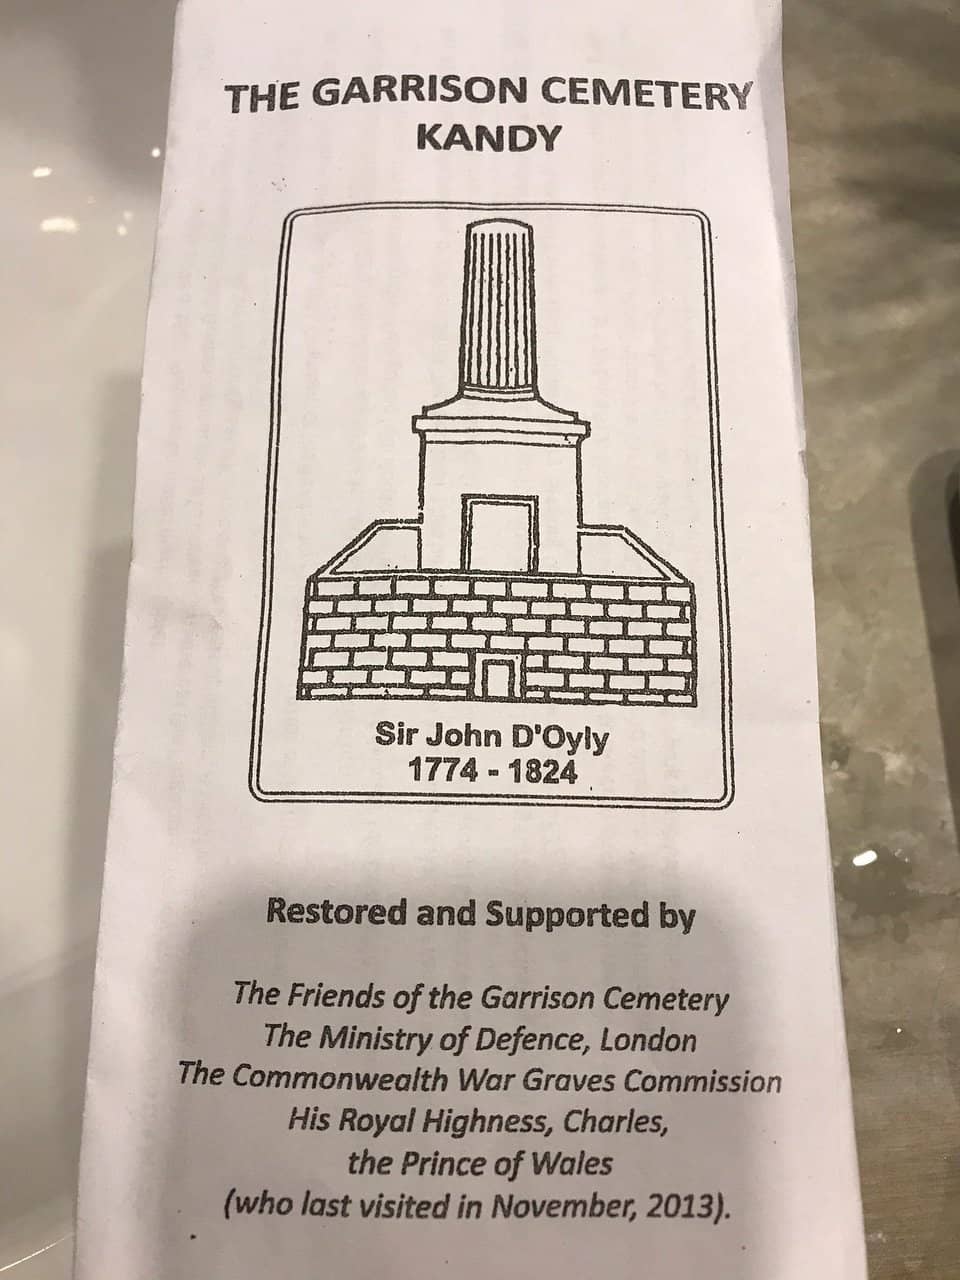 THE GARRISON CEMETERY
KANDY
Sir John D'Oyly
1774 - 1824
Restored and Supported by
The Friends of the Garrison Cemetery
The Ministry of Defence, London
The Commonwealth War Graves Commission
His Royal Highness, Charles,
the Prince of Wales
(who last visited in November, 2013).